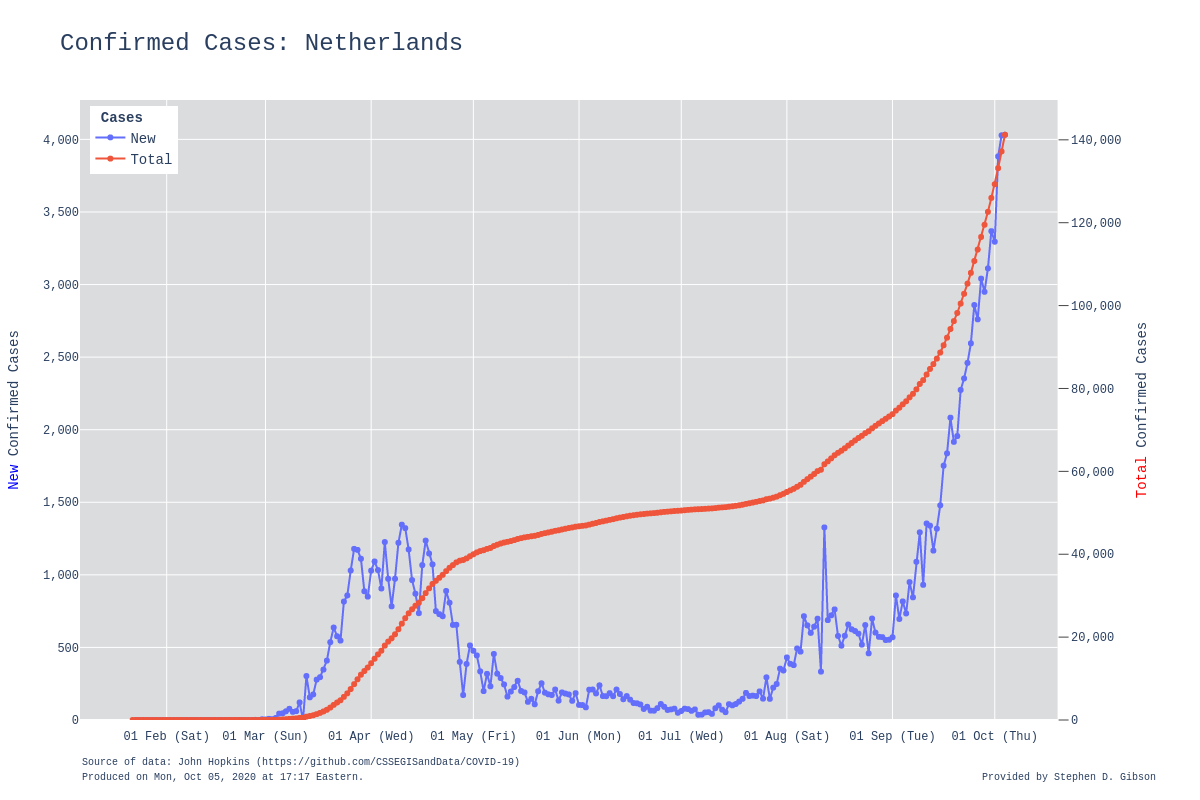 Confirmed Cases: Netherlands
Cases
New
Total
4,000
3,500
3,000
2,500
2,000
1,500
1,000
500
0
140,000
120,000
100,000
80,000
60,000
40,000
20,000
0
New Confirmed Cases
Total Confirmed Cases
01 Feb (Sat) 01 Mar (Sun) 01 Apr (Wed) 01 May (Fri) 01 Jun (Mon) 01 Jul (Wed) 01 Aug (Sat) 01 Sep (Tue) 01 Oct (Thu)
Source of data: John Hopkins (https://github.com/CSSEGISandData/COVID-19)
Produced on Mon, Oct 05, 2020 at 17:17 Eastern.
Provided by Stephen D. Gibson